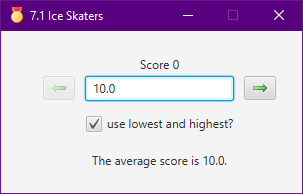 7.1 Ice Skaters
Score 0
10.0
use lowest and highest?
The average score is 10.0.